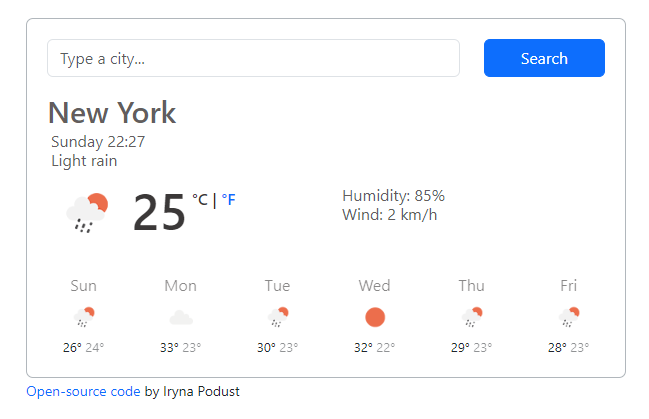 Type a city...
Search
New York
Sunday 22:27
Light rain
25 °C | °F
Humidity: 85%
Wind: 2 km/h
Sun Mon Tue Wed Thu Fri
26° 24° 33° 23° 30° 23° 32° 22° 29° 23° 28° 23°
Open-source code by Iryna Podust